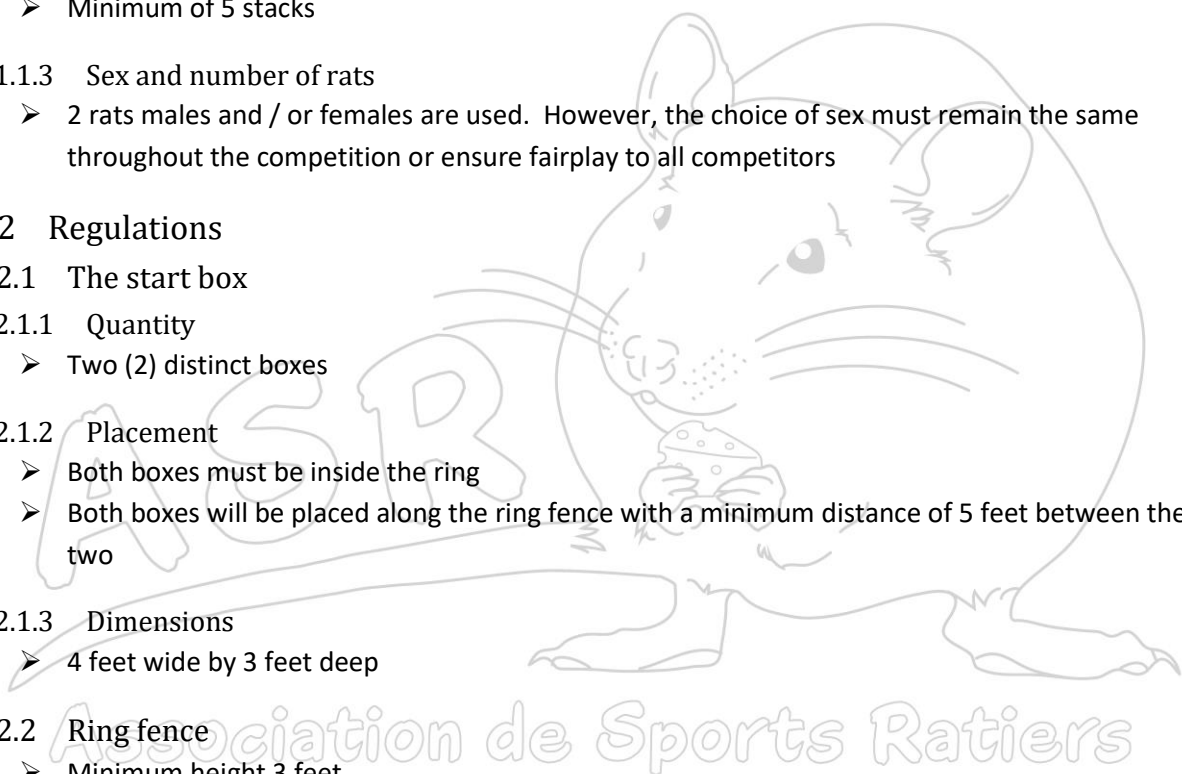 ➢ Minimum of 5 stacks
1.1.3 Sex and number of rats
➢ 2 rats males and / or females are used. However, the choice of sex must remain the same
throughout the competition or ensure fairplay to all competitors
2 Regulations
2.1 The start box
2.1.1 Quantity
➢ Two (2) distinct boxes
2.1.2 Placement
➢ Both boxes must be inside the ring
➢ Both boxes will be placed along the ring fence with a minimum distance of 5 feet between the
two
2.1.3 Dimensions
➢ 4 feet wide by 3 feet deep
2.2 Ring fence
➢ Minimum height 3 feet
ASR
Association de Sports Ratiers